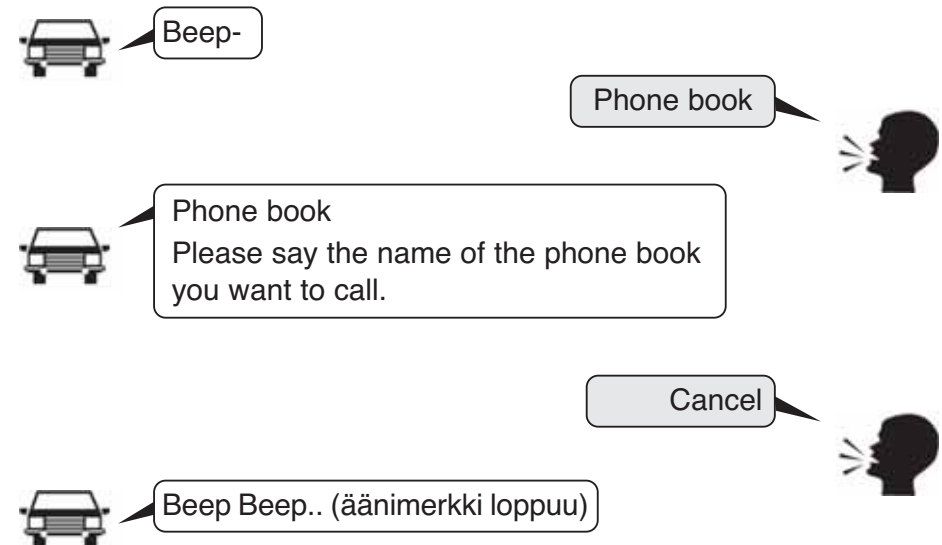 Beep-
Phone book
Phone book
Please say the name of the phone book
you want to call.
Cancel
Beep Beep.. (äänimerkki loppuu)